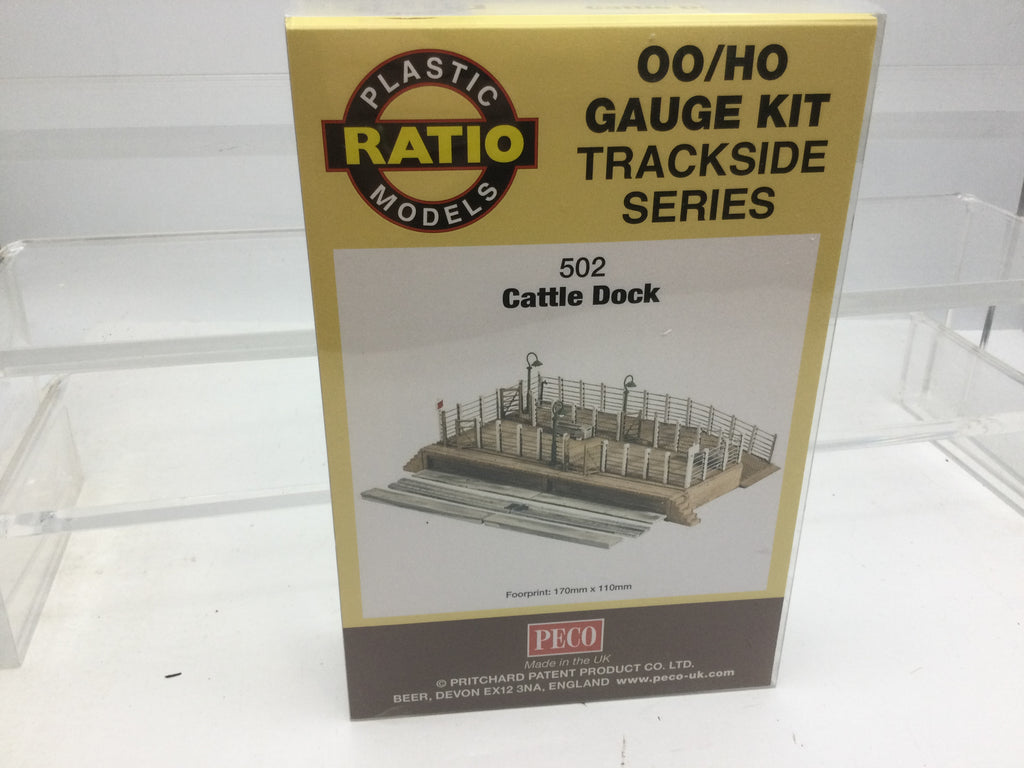 PLASTIC
RATIO
MODELS
OO/HO
GAUGE KIT
TRACKSIDE
SERIES
502
Cattle Dock
Foorprint: 170mm x 110mm
PECO
Made in the UK
© PRITCHARD PATENT PRODUCT CO. LTD.
BEER, DEVON EX12 3NA, ENGLAND www.peco-uk.com